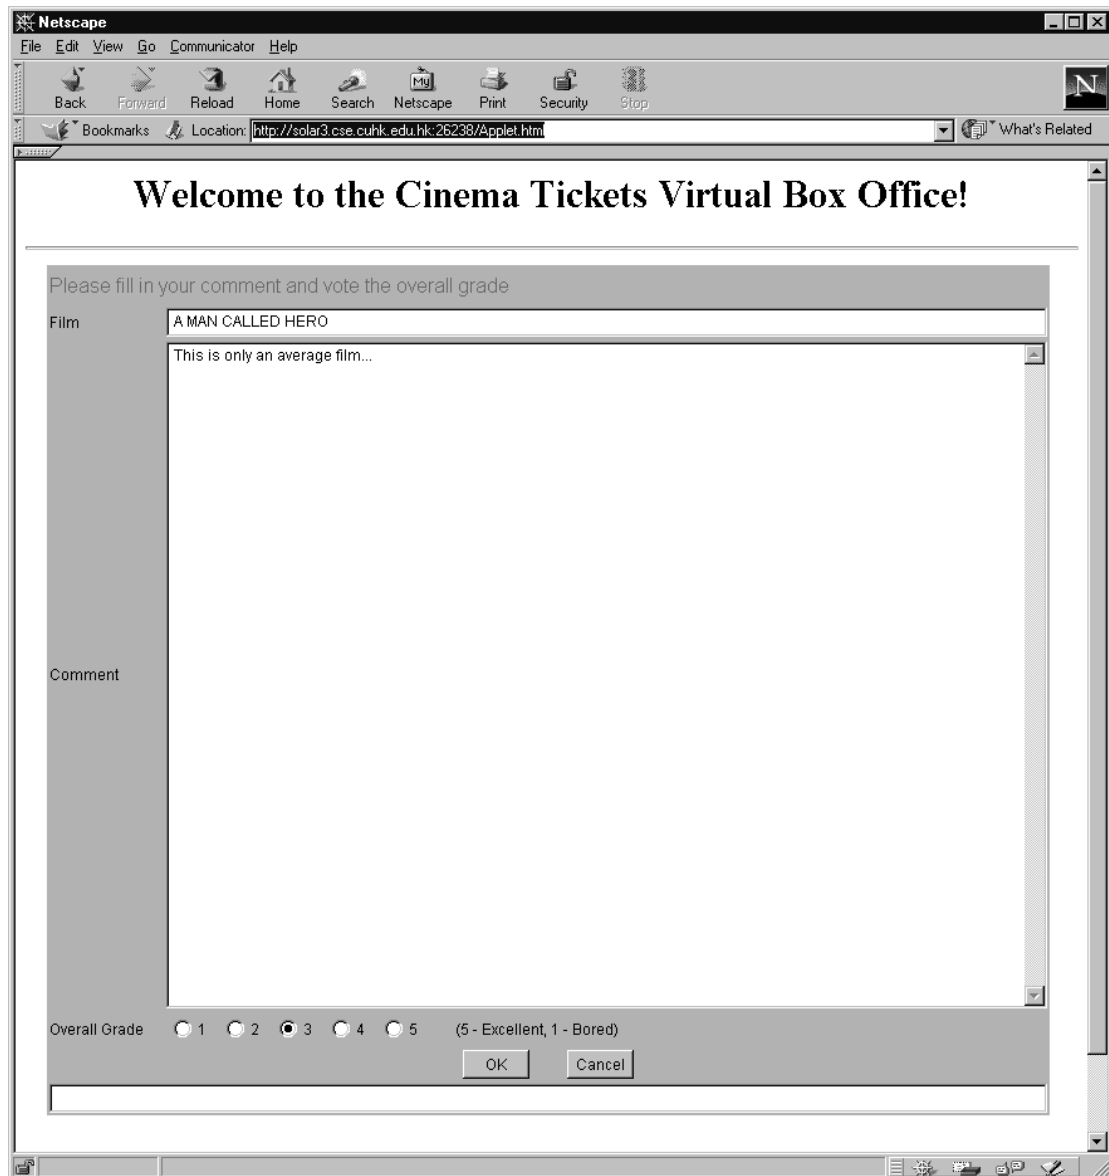 Netscape
File Edit View Go Communicator Help
My
N
Back Forward Reload Home Search Netscape Print Security Stop
Bookmarks Location: http://solar3.cse.cuhk.edu.hk:26238/Applet.html What's Related
Welcome to the Cinema Tickets Virtual Box Office!
Please fill in your comment and vote the overall grade
Film A MAN CALLED HERO
This is only an average film...
Comment
Overall Grade 1 2 3 4 5 (5 - Excellent, 1 - Bored)
OK Cancel